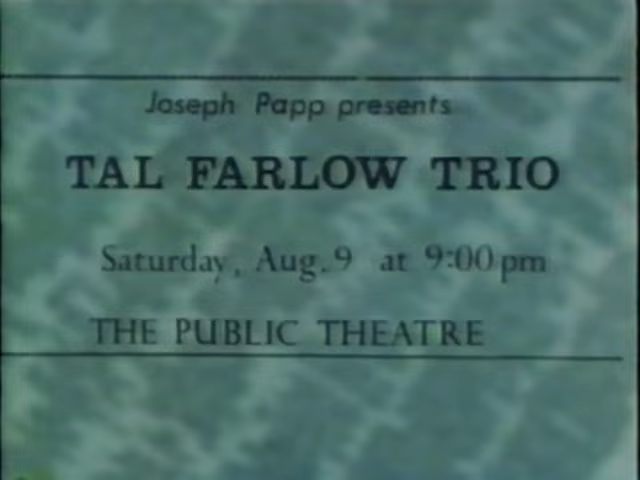 Joseph Papp presents
TAL FARLOW TRIO
Saturday, Aug. 9 at 9:00 pm
THE PUBLIC THEATRE